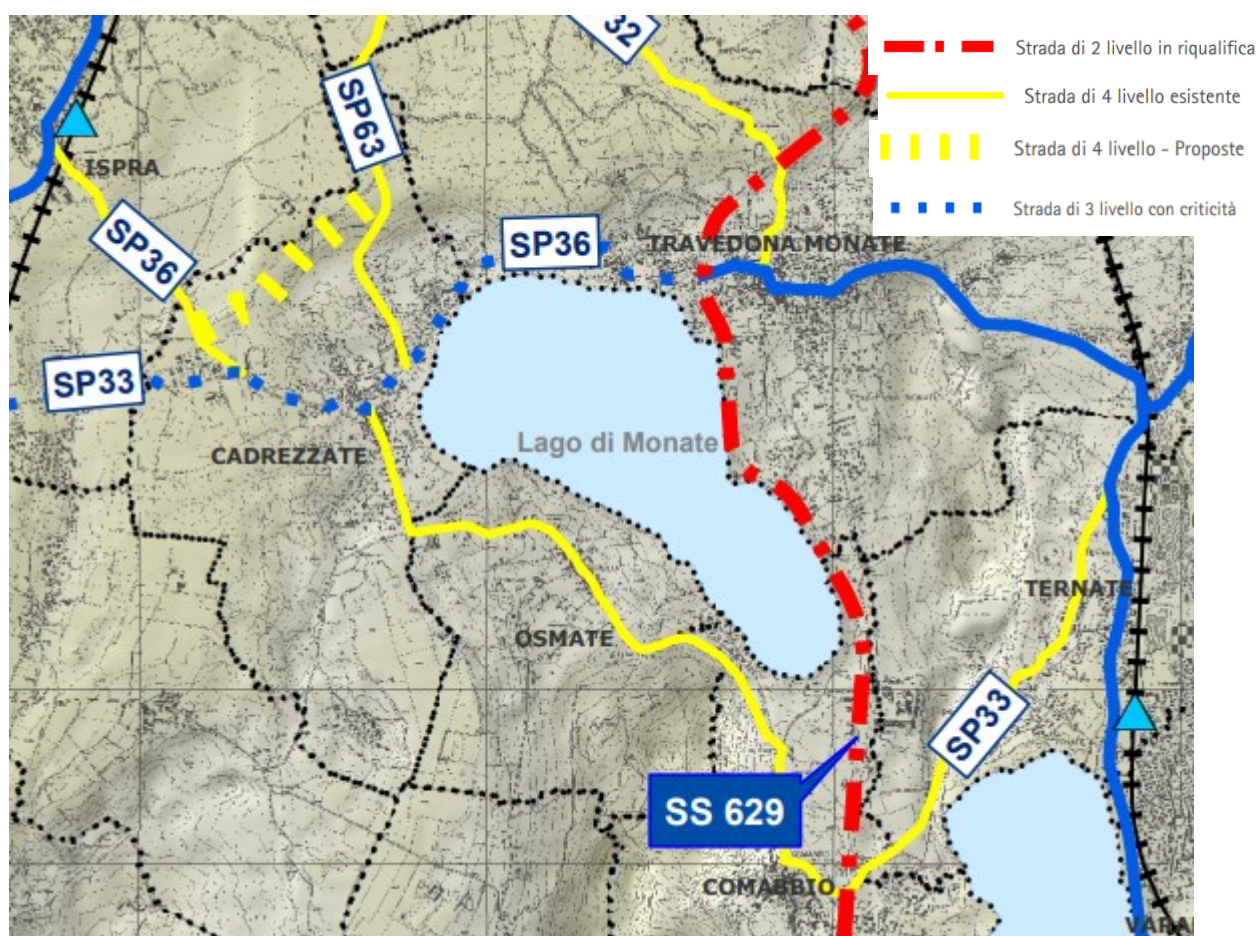 32
Strada di 2 livello in riqualifica
Strada di 4 livello esistente
Strada di 4 livello - Proposte
Strada di 3 livello con criticità
SP63
ISPRA
SP36
SP36
TRAVEDONA MONATE
SP33
Lago di Monate
CADREZZATE
TERNATE
OSMATE
SP33
SS 629
COMABBIO
VARA